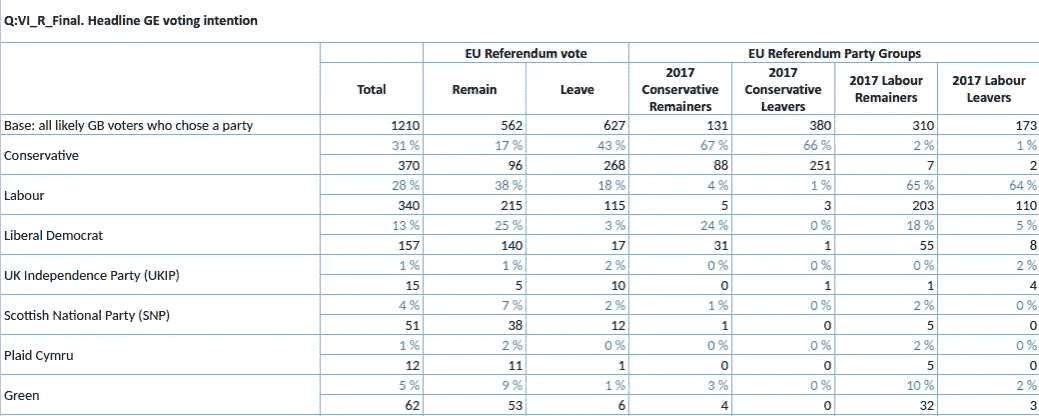 Q:VI_R_Final. Headline GE voting intention
EU Referendum vote EU Referendum Party Groups
Total Remain Leave 2017 Conservative Remainers 2017 Conservative Leavers 2017 Labour Remainers 2017 Labour Leavers
Base: all likely GB voters who chose a party 1210 562 627 131 380 310 173
Conservative 31 % 17 % 43 % 67 % 66 % 2 % 1 %
370 96 268 88 251 7 2
Labour 28 % 38 % 18 % 4 % 1 % 65 % 64 %
340 215 115 5 3 203 110
Liberal Democrat 13 % 25 % 3 % 24 % 0 % 18 % 5 %
157 140 17 31 1 55 8
UK Independence Party (UKIP) 1 % 1 % 2 % 0 % 0 % 0 % 2 %
15 5 10 0 1 1 4
Scottish National Party (SNP) 4 % 7 % 2 % 1 % 0 % 2 % 0 %
51 38 12 1 0 5 0
Plaid Cymru 1 % 2 % 0 % 0 % 0 % 2 % 0 %
12 11 1 0 0 5 0
Green 5 % 9 % 1 % 3 % 0 % 10 % 2 %
62 53 6 4 0 32 3